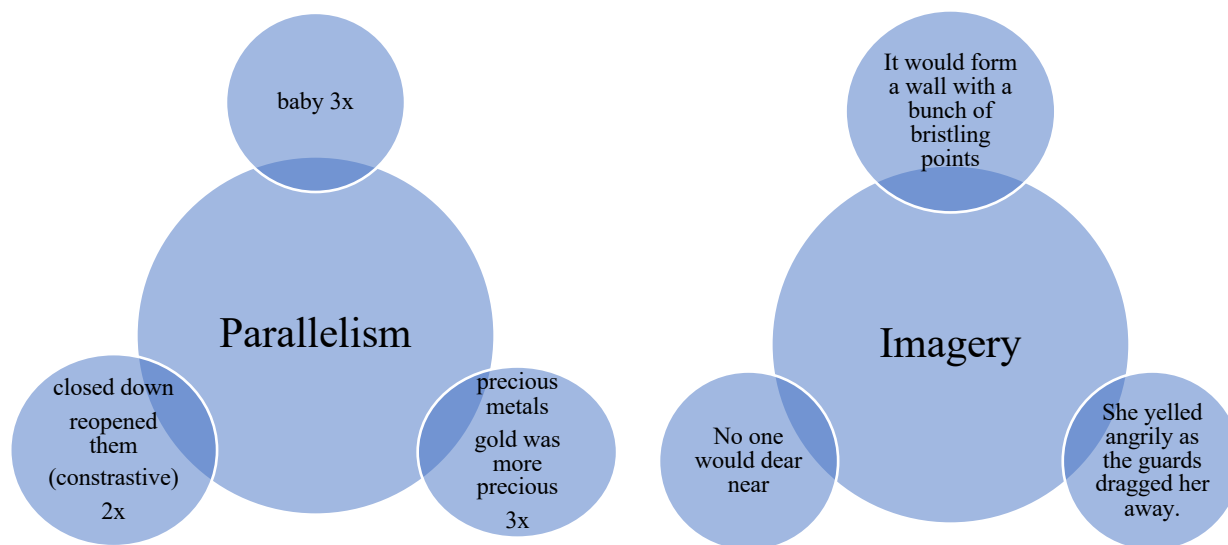 baby 3x
Parallelism
closed down
reopened
them
(constrastive)
2x
precious
metals
gold was
more
precious
3x
It would form
a wall with a
bunch of
bristling
points
Imagery
No one
would dear
near
She yelled
angrily as
the guards
dragged her
away.